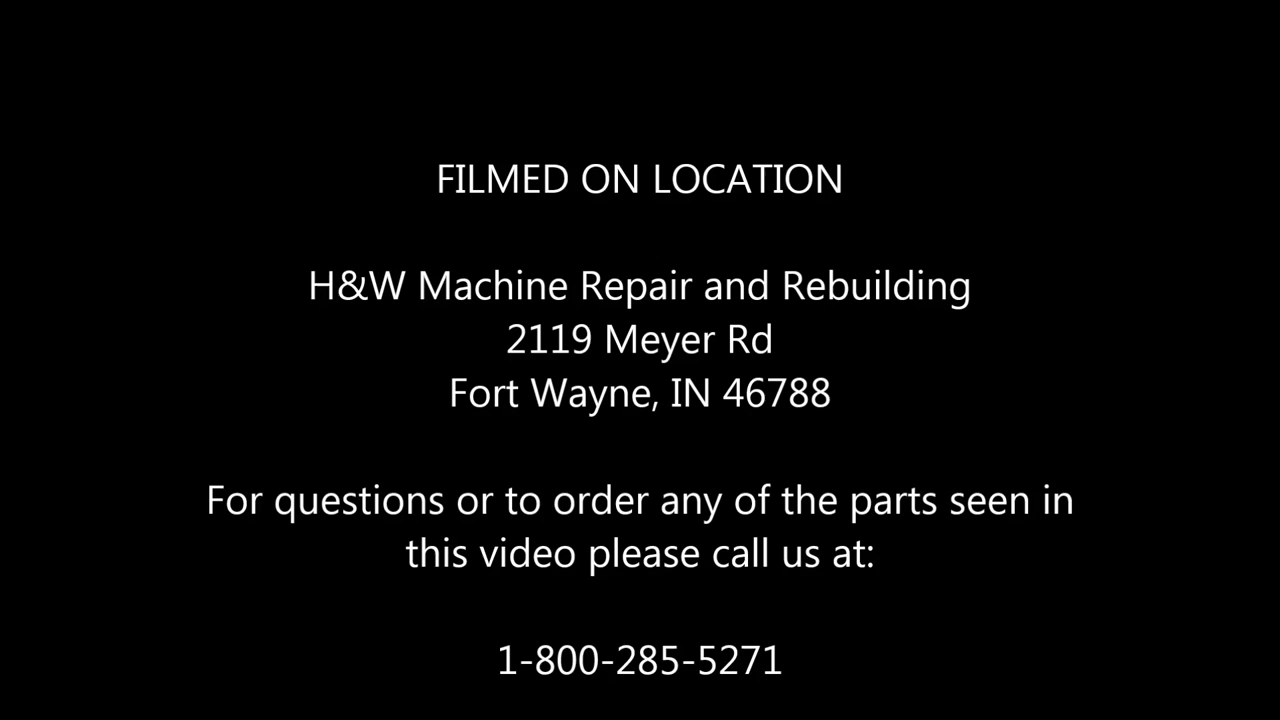 FILMED ON LOCATION
H&W Machine Repair and Rebuilding
2119 Meyer Rd
Fort Wayne, IN 46788
For questions or to order any of the parts seen in
this video please call us at:
1-800-285-5271